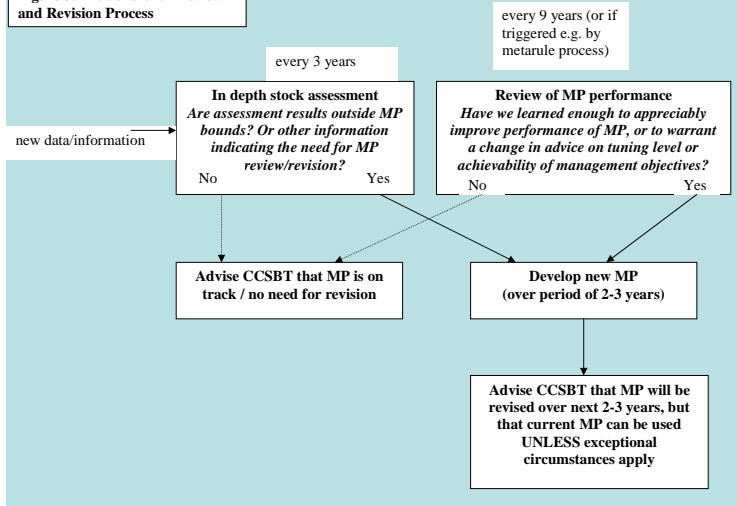 and Revision Process
every 9 years (or if
triggered e.g. by
metarule process)
every 3 years
In depth stock assessment
Are assessment results outside MP
bounds? Or other information
indicating the need for MP
review/revision?
No
Yes
Review of MP performance
Have we learned enough to appreciably
improve performance of MP, or to warrant
a change in advice on tuning level or
achievability of management objectives?
No
Yes
new data/information
Advise CCSBT that MP is on
track / no need for revision
Develop new MP
(over period of 2-3 years)
Advise CCSBT that MP will be
revised over next 2-3 years, but
that current MP can be used
UNLESS exceptional
circumstances apply